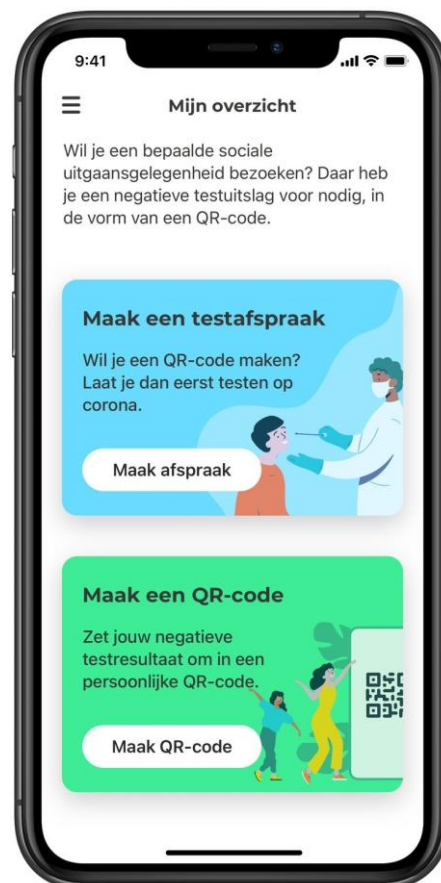 9:41
Mijn overzicht
Wil je een bepaalde sociale
uitgaansgelegenheid bezoeken? Daar heb
je een negatieve testuitslag voor nodig, in
de vorm van een QR-code.
Maak een testafspraak
Wil je een QR-code maken?
Laat je dan eerst testen op
corona.
Maak afspraak
Maak een QR-code
Zet jouw negatieve
testresultaat om in een
persoonlijke QR-code.
Maak QR-code